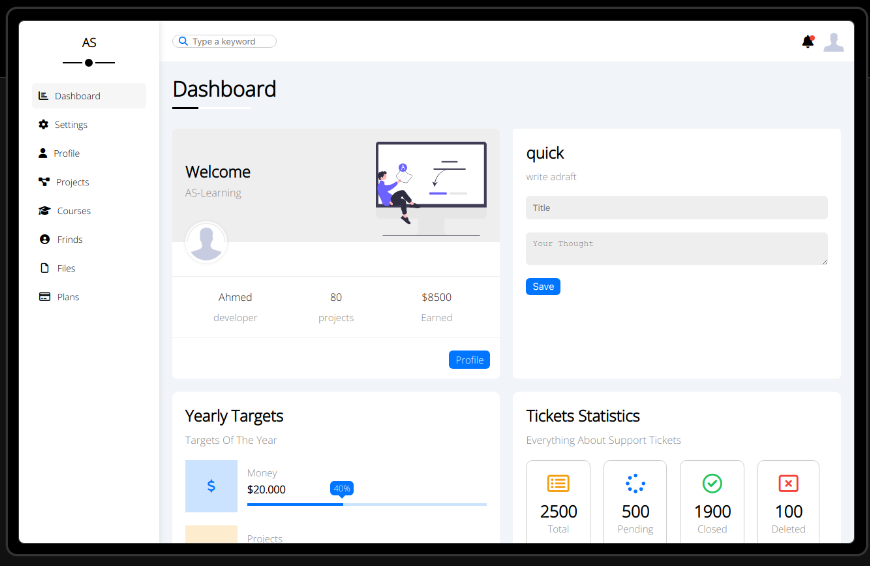 AS
Type a keyword
Dashboard
Settings
Profile
Projects
Courses
Frinds
Files
Plans
Dashboard
Welcome
AS-Learning
A
Ahmed
developer
80
projects
$8500
Earned
Profile
quick
write adraft
Title
Your Thought
Save
Yearly Targets
Targets Of The Year
$
Money
$20.000
40%
Projects
Tickets Statistics
Everything About Support Tickets
2500
Total
500
Pending
1900
Closed
100
Deleted